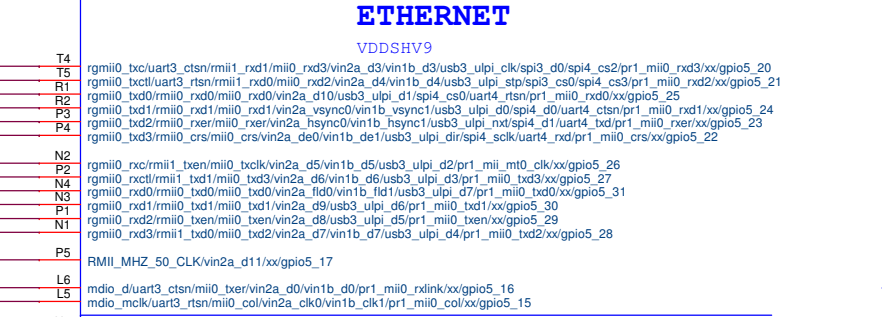 ETHERNET
VDDSHV9
T4 rgmii0_txc/uart3_ctsn/rmii1_rxd1/mii0_rxd3/vin2a_d3/vin1b_d3/usb3_ulpi_clk/spi3_d0/spi4_cs2/pr1_mii0_rxd3/xx/gpio5_20
T5 rgmii0_txctl/uart3_rtsn/rmii1_rxd0/mii0_rxd2/vin2a_d4/vin1b_d4/usb3_ulpi_stp/spi3_cs0/spi4_cs3/pr1_mii0_rxd2/xx/gpio5_21
R1 rgmii0_txd0/rmii0_rxd0/mii0_rxd0/vin2a_d10/usb3_ulpi_d1/spi4_cs0/uart4_rtsn/pr1_mii0_rxd0/xx/gpio5_25
R2 rgmii0_txd1/rmii0_rxd1/mii0_rxd1/vin2a_vsync0/vin1b_vsync1/usb3_ulpi_d0/spi4_d0/uart4_ctsn/pr1_mii0_rxd1/xx/gpio5_24
P3 rgmii0_txd2/rmii0_rxer/mii0_rxer/vin2a_hsync0/vin1b_hsync1/usb3_ulpi_nxt/spi4_d1/uart4_txd/pr1_mii0_rxer/xx/gpio5_23
P4 rgmii0_txd3/rmii0_crs/mii0_crs/vin2a_de0/vin1b_de1/usb3_ulpi_dir/spi4_sclk/uart4_rxd/pr1_mii0_crs/xx/gpio5_22
N2 rgmii0_rxc/rmii1_txen/mii0_txclk/vin2a_d5/vin1b_d5/usb3_ulpi_d2/pr1_mii_mt0_clk/xx/gpio5_26
P2 rgmii0_rxctl/rmii1_txd1/mii0_txd3/vin2a_d6/vin1b_d6/usb3_ulpi_d3/pr1_mii0_txd3/xx/gpio5_27
N4 rgmii0_rxd0/rmii0_txd0/mii0_txd0/vin2a_fld0/vin1b_fld1/usb3_ulpi_d7/pr1_mii0_txd0/xx/gpio5_31
N3 rgmii0_rxd1/rmii0_txd1/mii0_txd1/vin2a_d9/usb3_ulpi_d6/pr1_mii0_txd1/xx/gpio5_30
P1 rgmii0_rxd2/rmii0_txen/mii0_txen/vin2a_d8/usb3_ulpi_d5/pr1_mii0_txen/xx/gpio5_29
N1 rgmii0_rxd3/rmii1_txd0/mii0_txd2/vin2a_d7/vin1b_d7/usb3_ulpi_d4/pr1_mii0_txd2/xx/gpio5_28
P5 RMII_MHZ_50_CLK/vin2a_d11/xx/gpio5_17
L6 mdio_d/uart3_ctsn/mii0_txer/vin2a_d0/vin1b_d0/pr1_mii0_rxlink/xx/gpio5_16
L5 mdio_mclk/uart3_rtsn/mii0_col/vin2a_clk0/vin1b_clk1/pr1_mii0_col/xx/gpio5_15